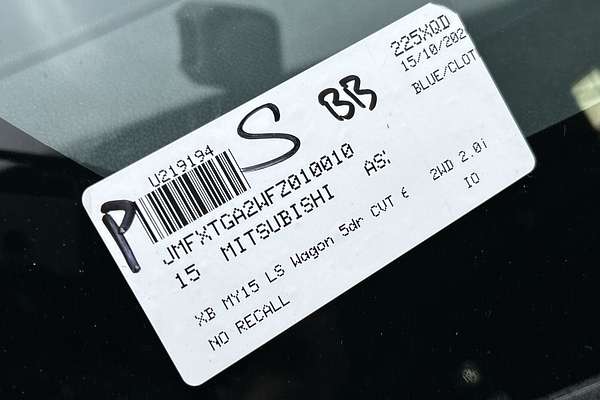 225XQD
15/10/202
BLUE/CLOT
BB
S
P
U219194
JMFXTGA2WFZ010010
15 MITSUBISHI AS
XB MY15 LS Wagon 5dr CVT 6 2WD 2.0i
NO RECALL
IO